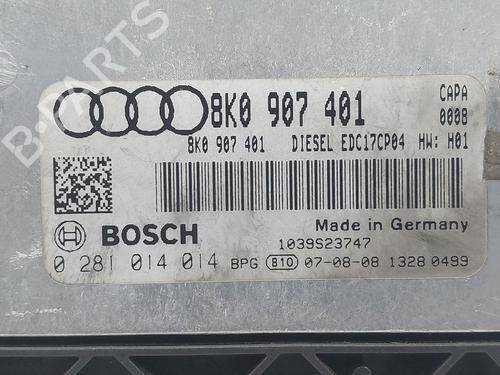 8K0 907 401 CAPA
0008
8K0 907 401 DIESEL EDC17CP04 HW: H01
BOSCH Made in Germany
1039S23747
0 281 014 014 BPG 810 07-08-08 1328 0499
B-PARTS